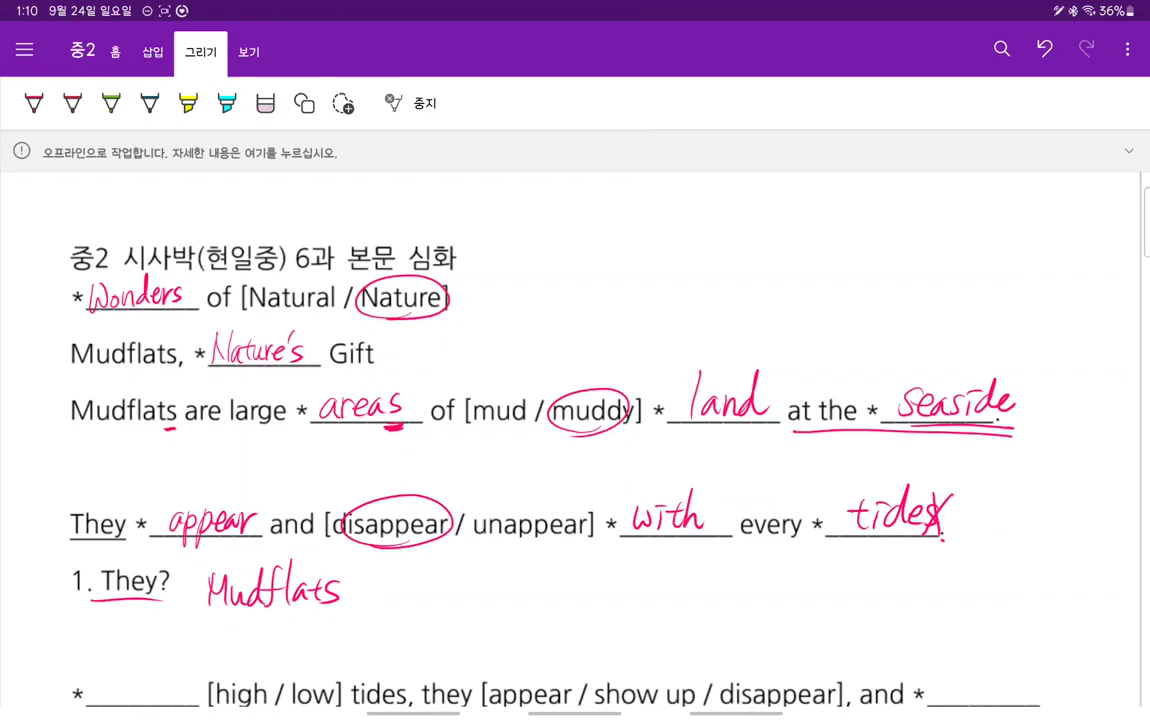 1:10 9월 24일 일요일 36%
중2 홈 삽입 그리기 보기
중지
오프라인으로 작업합니다. 자세한 내용은 여기를 누르십시오.
중2 시사박(현일중) 6과 본문 심화
*Wonders of [Natural / Nature]
Mudflats, *Nature's Gift
Mudflats are large *areas of [mud / muddy] *land at the *seaside.
They *appear and [disappear / unappear] *with every *tides.
1. They? Mudflats
*________ [high / low] tides, they [appear / show up / disappear], and *________